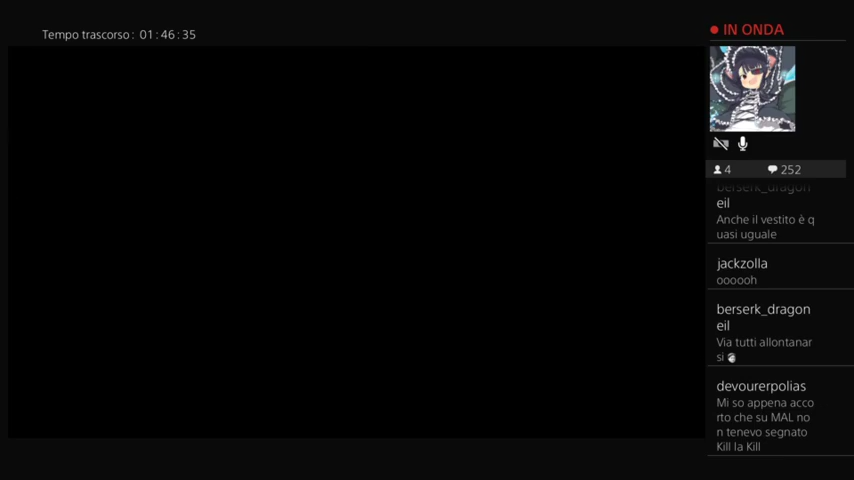 Tempo trascorso: 01:46:35
IN ONDA
4 252
berserk_dragon
eil
Anche il vestito è q
uasi uguale
jackzolla
oooooh
berserk_dragon
eil
Via tutti allontanar
si
devourerpolias
Mi so appena acco
rto che su MAL no
n tenevo segnato
Kill la Kill